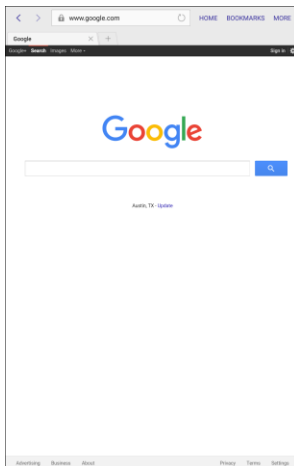 www.google.com HOME BOOKMARKS MORE
Google
Google+ Search Images More Sign in
Google
Austin, TX - Update
Advertising Business About Privacy Terms Settings